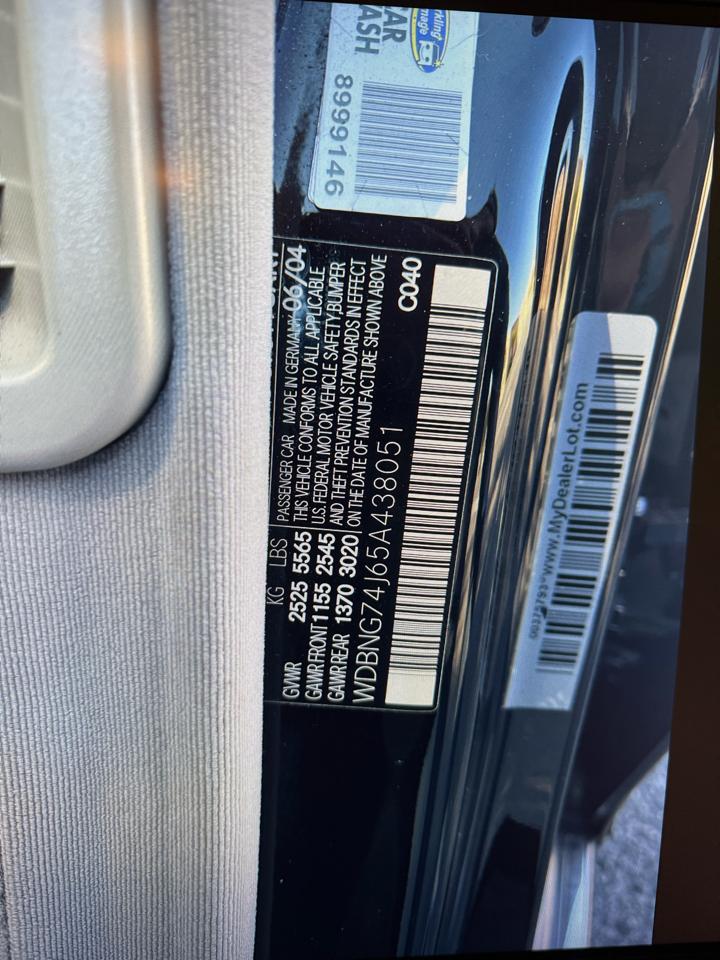 CAR
WASH
8999146
PASSENGER CAR MADE IN GERMANY 06/04
THIS VEHICLE CONFORMS TO ALL APPLICABLE
U.S. FEDERAL MOTOR VEHICLE SAFETY, BUMPER
AND THEFT PREVENTION STANDARDS IN EFFECT
ON THE DATE OF MANUFACTURE SHOWN ABOVE
KG LBS
GVWR 2525 5565
GAWR FRONT 1155 2545
GAWR REAR 1370 3020
WDBNG74J65A438051
C040
www.MyDealerLot.com